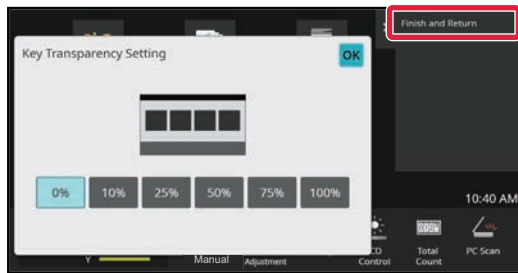 Finish and Return
Key Transparency Setting
OK
0%
10%
25%
50%
75%
100%
10:40 AM
Y
Manual
Adjustment
Control
Total
Count
PC Scan